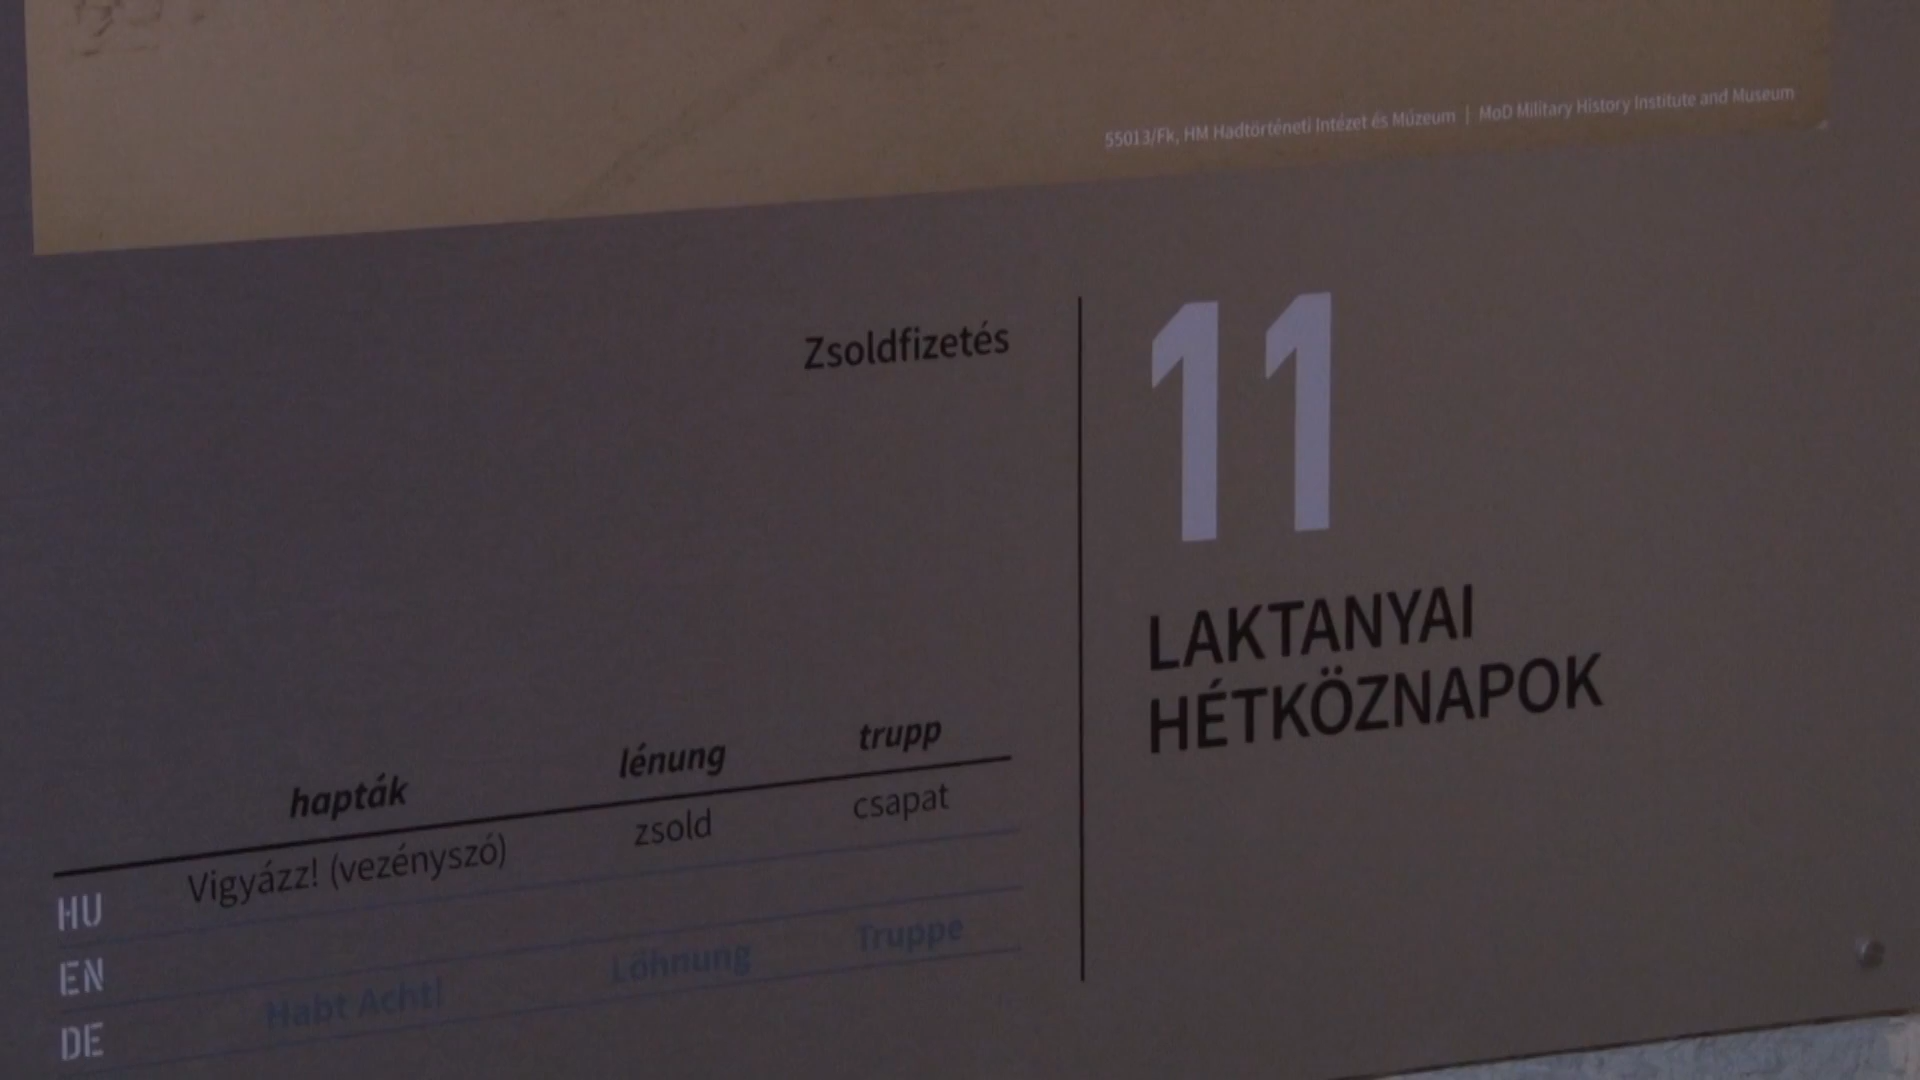 55013/Fk, HM Hadtörténeti Intézet és Múzeum | MoD Military History Institute and Museum
Zsoldfizetés
11
LAKTANYAI
HÉTKÖZNAPOK
hapták lénung trupp
HU Vigyázz! (vezényszó) zsold csapat
EN
DE Habt Acht! Löhnung Truppe